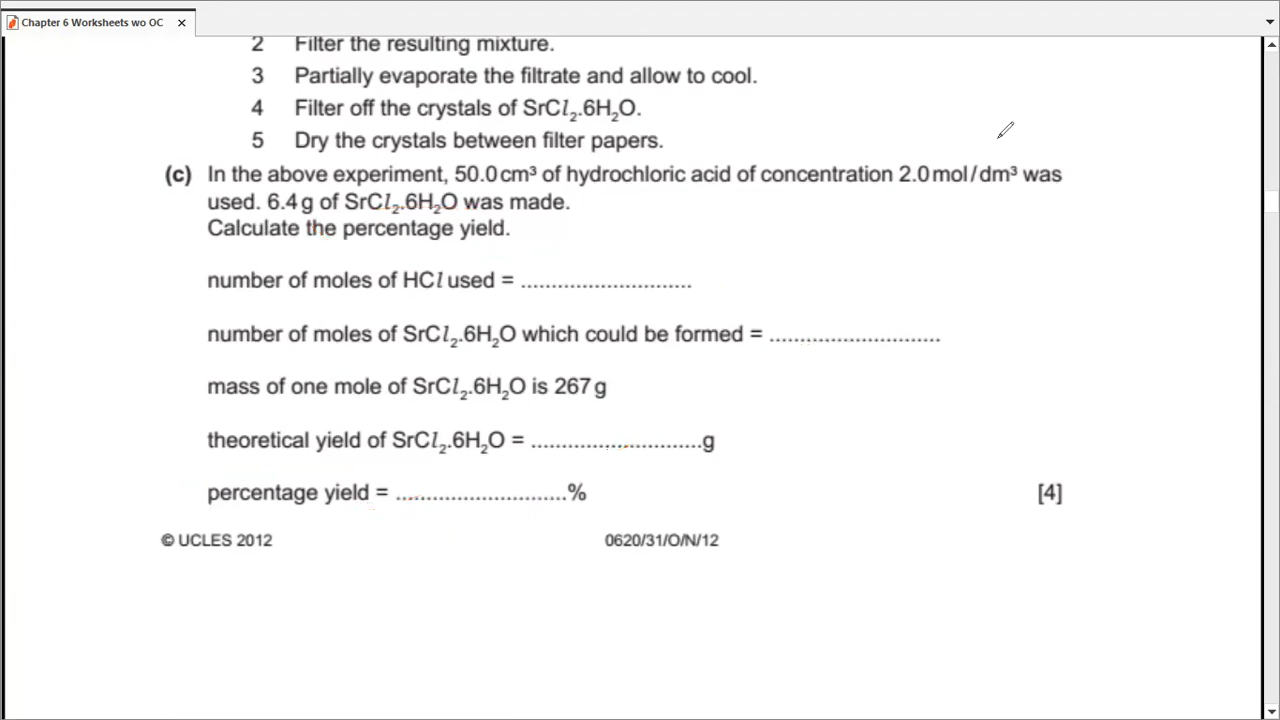 Chapter 6 Worksheets wo OC
2 Filter the resulting mixture.
3 Partially evaporate the filtrate and allow to cool.
4 Filter off the crystals of SrCl₂.6H₂O.
5 Dry the crystals between filter papers.
(c) In the above experiment, 50.0 cm³ of hydrochloric acid of concentration 2.0 mol/dm³ was
used. 6.4 g of SrCl₂.6H₂O was made.
Calculate the percentage yield.
number of moles of HCl used = ............................
number of moles of SrCl₂.6H₂O which could be formed = ............................
mass of one mole of SrCl₂.6H₂O is 267 g
theoretical yield of SrCl₂.6H₂O = ............................g
percentage yield = ............................% [4]
© UCLES 2012 0620/31/O/N/12